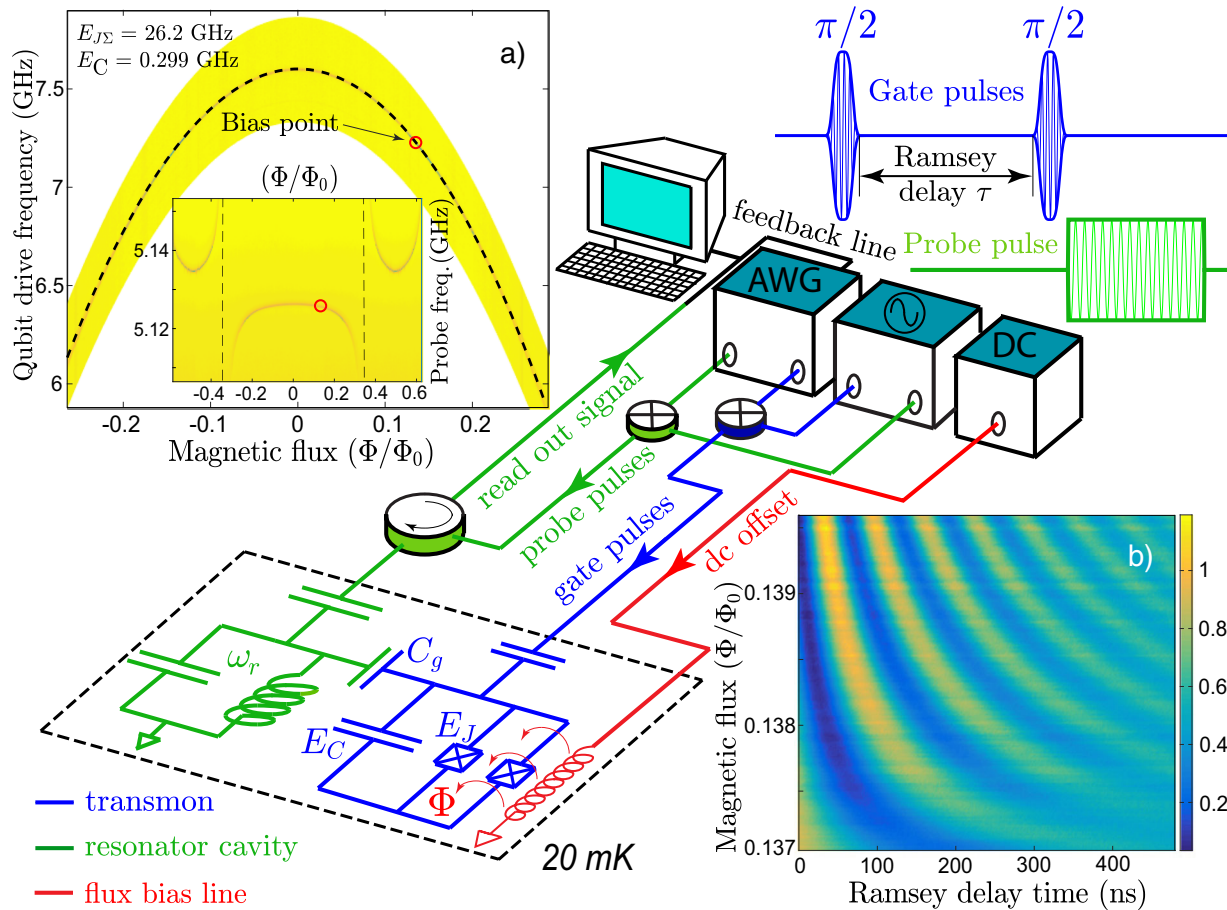 E_{JΣ} = 26.2 GHz
E_C = 0.299 GHz
a)
Qubit drive frequency (GHz)
7.5
7
6.5
6
Bias point
(Φ/Φ₀)
Probe freq. (GHz)
5.14
5.12
-0.4 -0.2 0 0.2 0.4 0.6
-0.2 -0.1 0 0.1 0.2
Magnetic flux (Φ/Φ₀)
π/2 π/2
Gate pulses
Ramsey
delay τ
Probe pulse
feedback line
AWG
DC
read out signal
probe pulses
gate pulses
dc offset
ω_r
C_g
E_C
E_J
Φ
20 mK
transmon
resonator cavity
flux bias line
b)
Magnetic flux (Φ/Φ₀)
0.139
0.138
0.137
0 100 200 300 400
Ramsey delay time (ns)
1
0.8
0.6
0.4
0.2